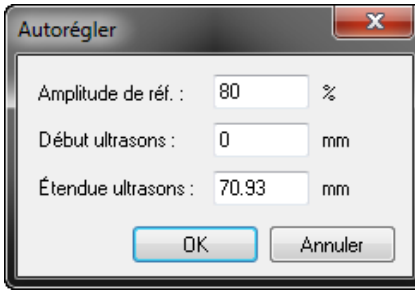 Autorégler
Amplitude de réf. : 80 %
Début ultrasons : 0 mm
Étendue ultrasons : 70.93 mm
OK Annuler